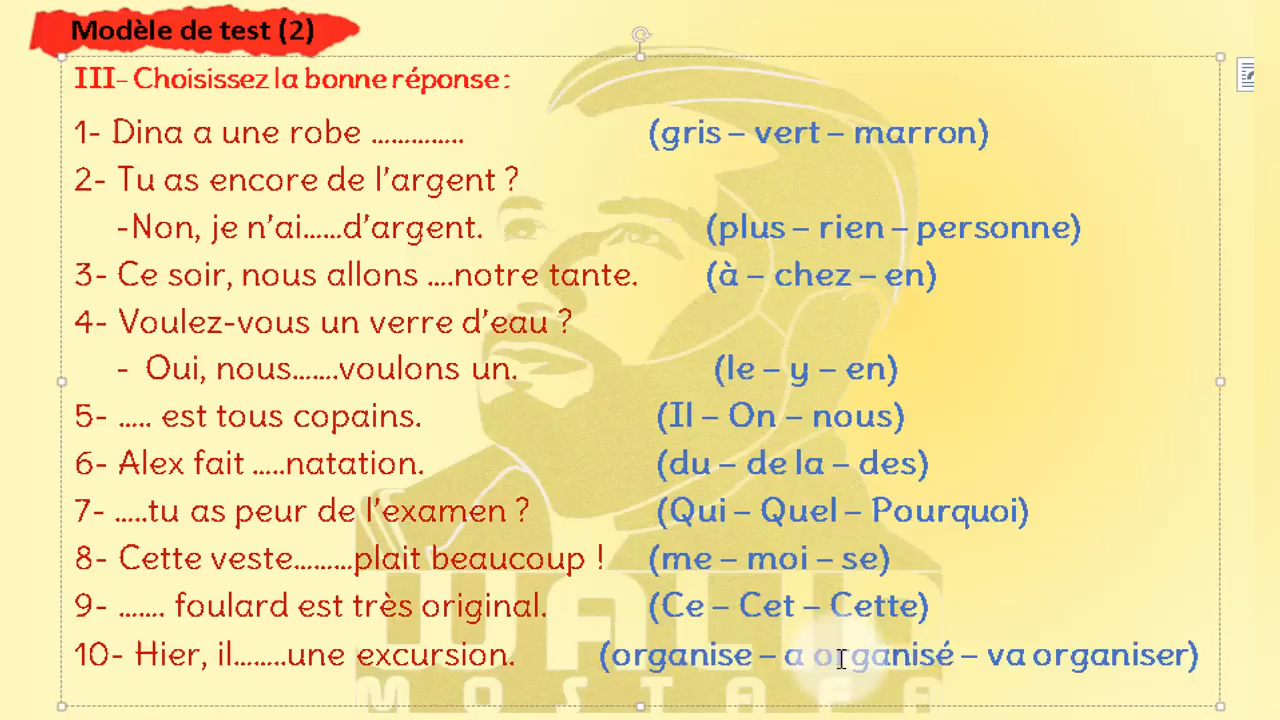 Modèle de test (2)
III- Choisissez la bonne réponse :
1- Dina a une robe ………….. (gris – vert – marron)
2- Tu as encore de l'argent ?
-Non, je n'ai……d'argent. (plus – rien – personne)
3- Ce soir, nous allons ….notre tante. (à – chez – en)
4- Voulez-vous un verre d'eau ?
- Oui, nous…….voulons un. (le – y – en)
5- ….. est tous copains. (Il – On – nous)
6- Alex fait …..natation. (du – de la – des)
7- …..tu as peur de l'examen ? (Qui – Quel – Pourquoi)
8- Cette veste………plait beaucoup ! (me – moi – se)
9- ……. foulard est très original. (Ce – Cet – Cette)
10- Hier, il……..une excursion. (organise – a organisé – va organiser)
WALID
MOSTAFA